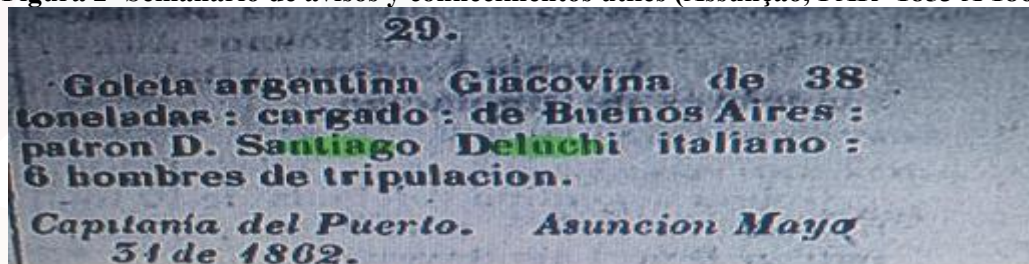 29.
Goleta argentina Giacovina de 38
toneladas : cargado : de Buenos Aires :
patron D. Santiago Deluchi italiano :
6 hombres de tripulacion.
Capitanía del Puerto. Asuncion Mayo
31 de 1862.